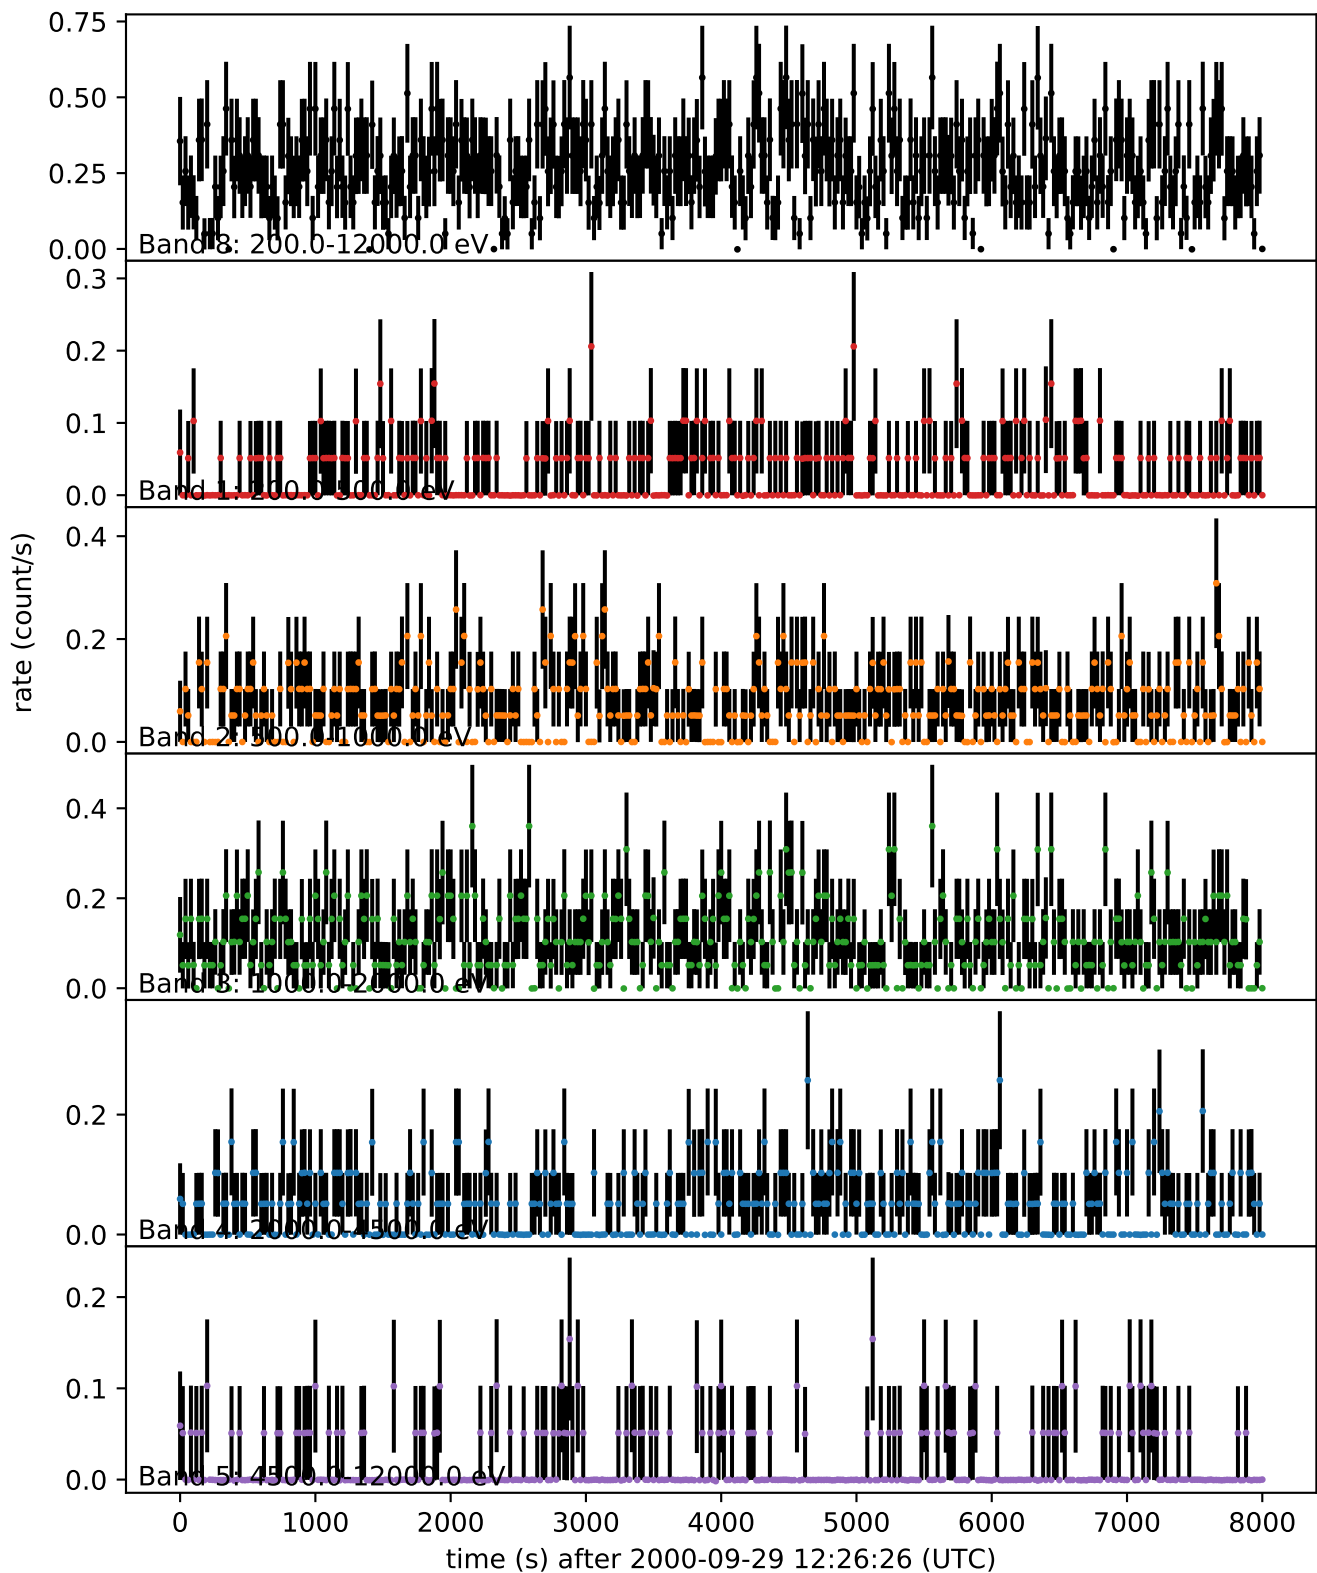 0.75
0.50
0.25
0.00
Band 8: 200.0-12000.0 eV
0.3
0.2
0.1
0.0
Band 1: 200.0-500.0 eV
0.4
0.2
0.0
Band 2: 500.0-1000.0 eV
0.4
0.2
0.0
Band 3: 1000.0-2000.0 eV
0.2
0.0
Band 4: 2000.0-4500.0 eV
0.2
0.1
0.0
Band 5: 4500.0-12000.0 eV
rate (count/s)
0 1000 2000 3000 4000 5000 6000 7000 8000
time (s) after 2000-09-29 12:26:26 (UTC)